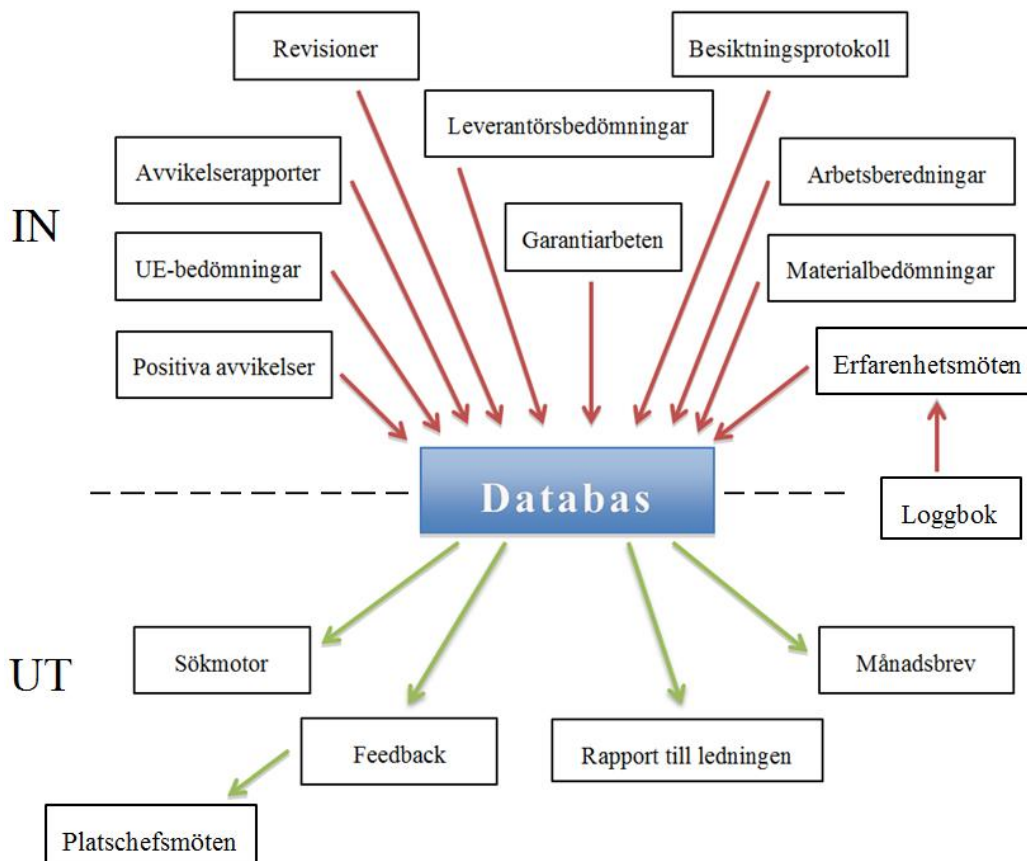 Revisioner
Besiktningsprotokoll
Leverantörsbedömningar
Avvikelserapporter
Arbetsberedningar
IN
Garantiarbeten
UE-bedömningar
Materialbedömningar
Positiva avvikelser
Erfarenhetsmöten
Databas
Loggbok
Sökmotor
Månadsbrev
UT
Feedback
Rapport till ledningen
Platschefsmöten